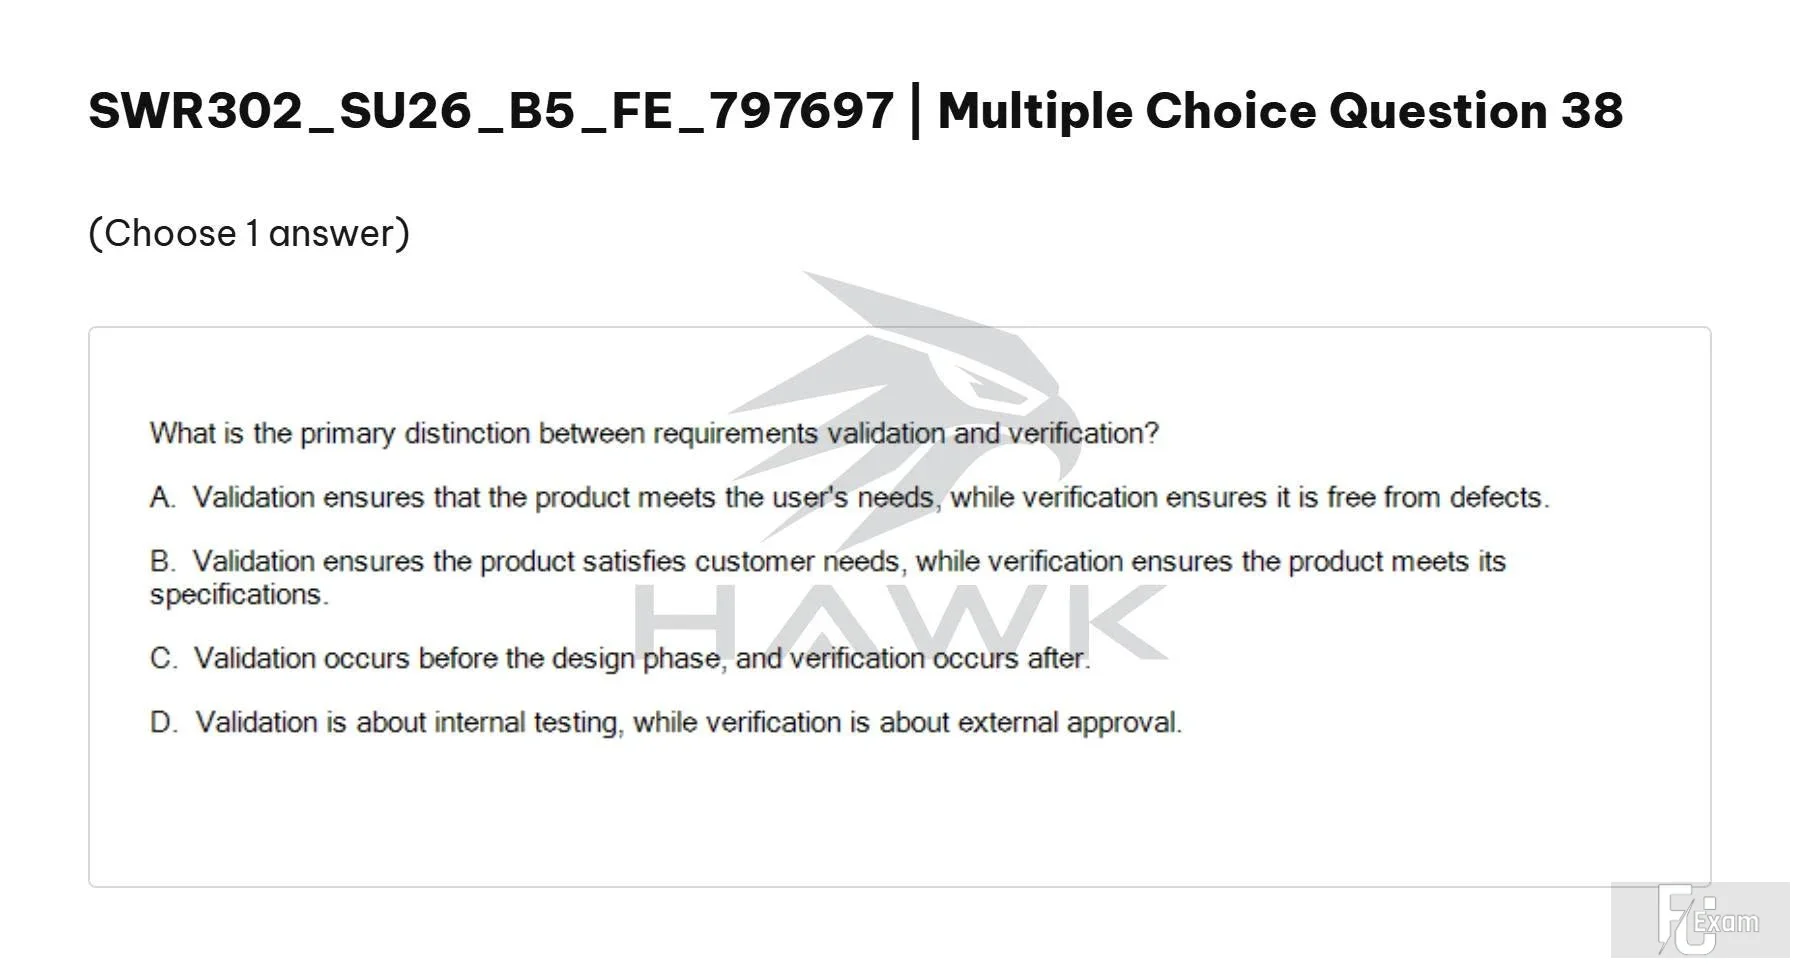 SWR302_SU26_B5_FE_797697 | Multiple Choice Question 38
(Choose 1 answer)
What is the primary distinction between requirements validation and verification?
A. Validation ensures that the product meets the user's needs, while verification ensures it is free from defects.
B. Validation ensures the product satisfies customer needs, while verification ensures the product meets its
specifications.
HAWK
C. Validation occurs before the design phase, and verification occurs after.
D. Validation is about internal testing, while verification is about external approval.
FU Exam